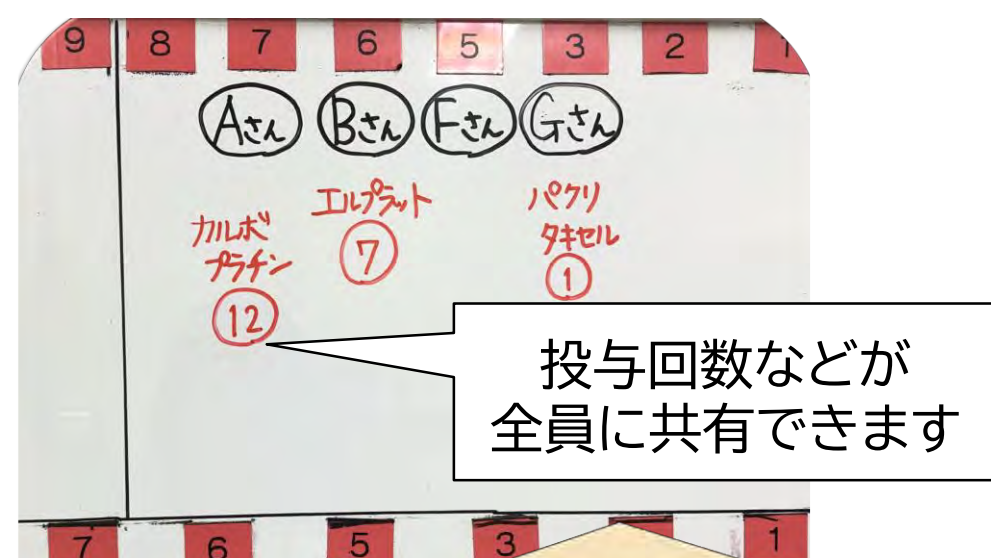 9 8 7 6 5 3 2 1
Aさん Bさん Fさん Gさん
カルボ
プラチン
12
エルプラット
7
パクリ
タキセル
1
投与回数などが
全員に共有できます
7 6 5 3 1